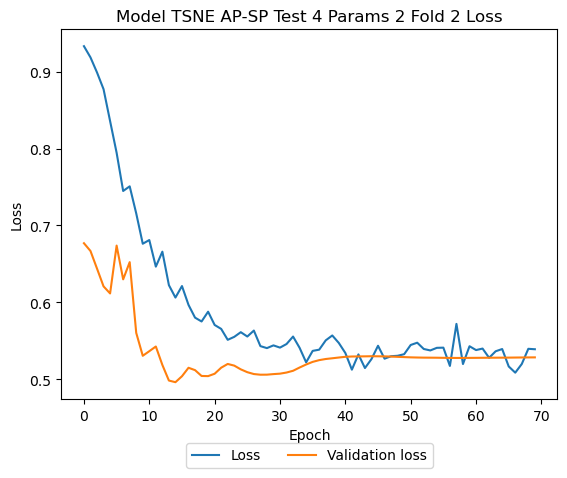 Model TSNE AP-SP Test 4 Params 2 Fold 2 Loss
Loss
0.9
0.8
0.7
0.6
0.5
0 10 20 30 40 50 60 70
Epoch
Loss Validation loss